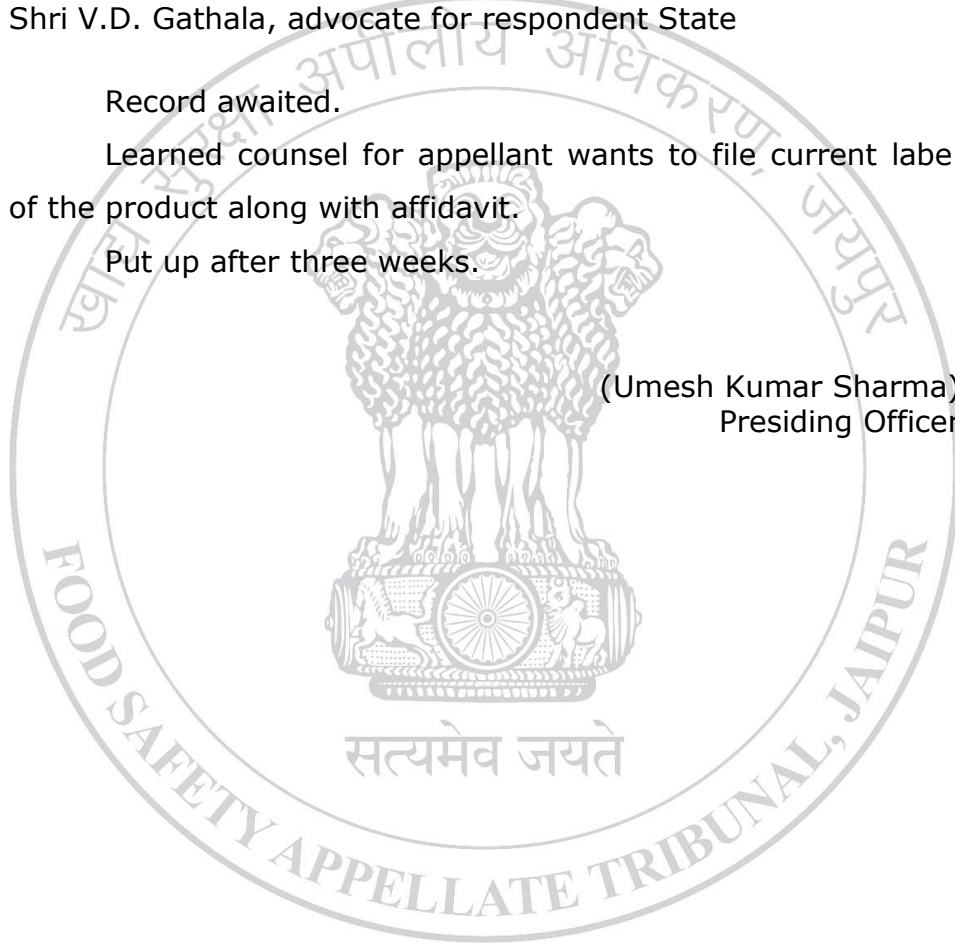 Shri V.D. Gathala, advocate for respondent State
Record awaited.
Learned counsel for appellant wants to file current labe
of the product along with affidavit.
Put up after three weeks.
(Umesh Kumar Sharma)
Presiding Officer
खाद्य सुरक्षा अपीलीय अधिकरण, जयपुर
सत्यमेव जयते
FOOD SAFETY APPELLATE TRIBUNAL, JAIPUR